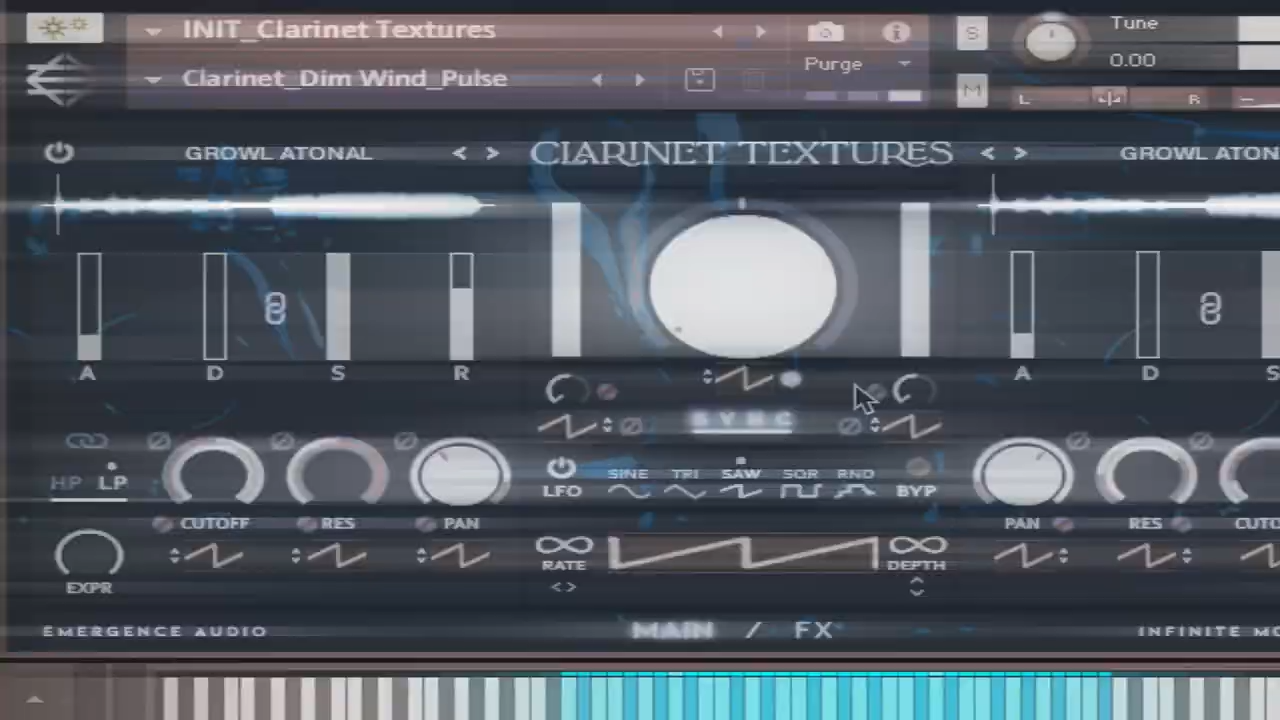 INIT_Clarinet Textures
Clarinet_Dim Wind_Pulse
Purge
S
M
Tune
0.00
L R
GROWL ATONAL
CLARINET TEXTURES
GROWL ATON
A D S R
A D S
SYNC
HP LP
CUTOFF RES PAN
EXPR
LFO
SINE TRI SAW SQR RND
BYP
RATE
DEPTH
PAN RES CUTO
EMERGENCE AUDIO
MAIN / FX
INFINITE MO